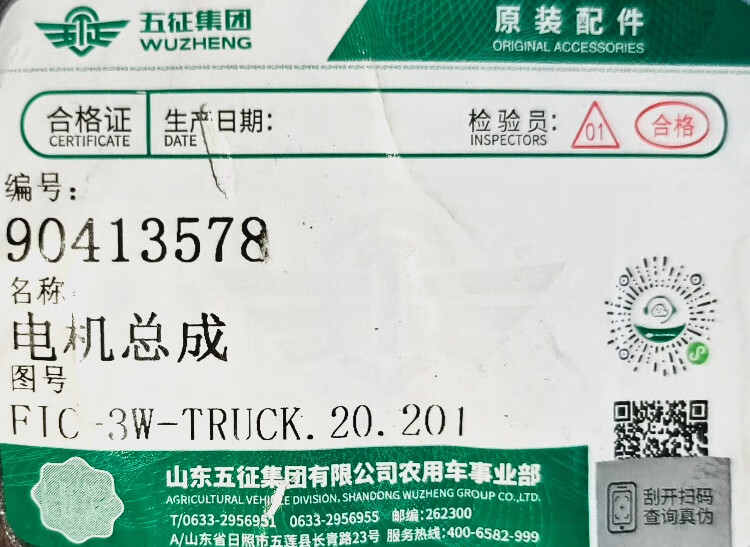 五征集团
WUZHENG
原装配件
ORIGINAL ACCESSORIES
合格证
CERTIFICATE
生产日期:
DATE
检验员:
INSPECTORS
01
合格
编号:
90413578
名称
电机总成
图号
FIC-3W-TRUCK.20.201
山东五征集团有限公司农用车事业部
AGRICULTURAL VEHICLE DIVISION, SHANDONG WUZHENG GROUP CO.,LTD.
T/0633-2956951 0633-2956955 邮编:262300
A/山东省日照市五莲县长青路23号 服务热线:400-6582-999
刮开扫码
查询真伪